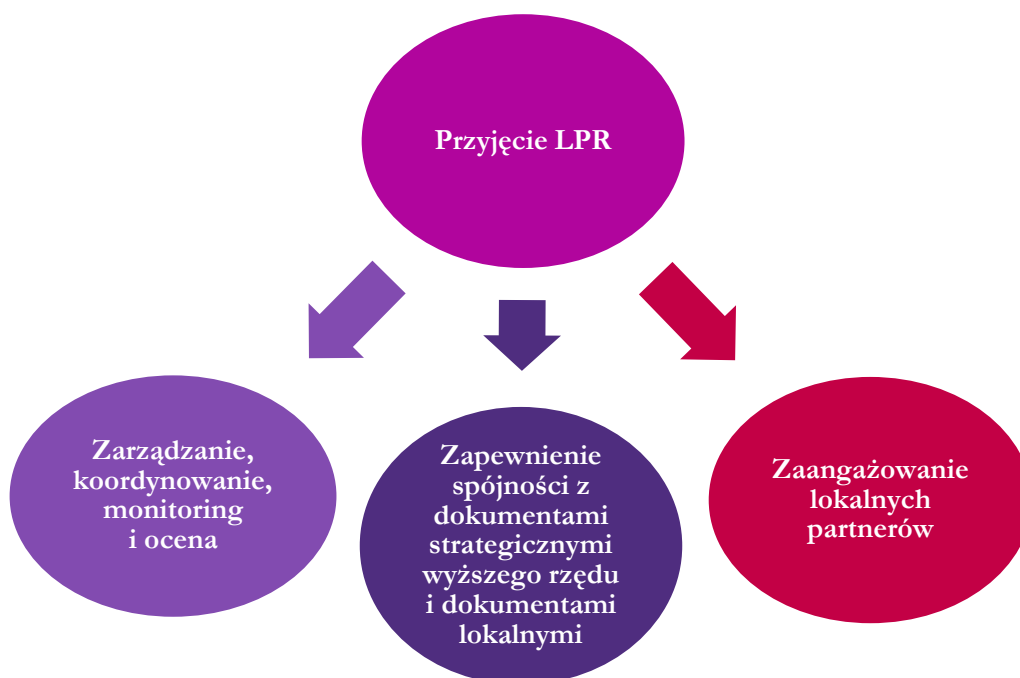 Przyjęcie LPR
Zarządzanie,
koordynowanie,
monitoring
i ocena
Zapewnienie
spójności z
dokumentami
strategicznymi
wyższego rzędu
i dokumentami
lokalnymi
Zaangażowanie
lokalnych
partnerów